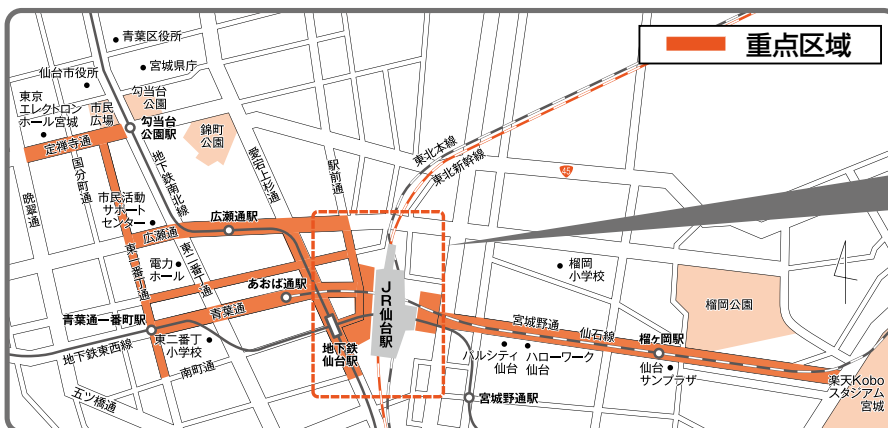 重点区域
青葉区役所
宮城県庁
仙台市役所
勾当台
公園
東京
エレクトロン
ホール宮城
市民
広場
勾当台
公園駅
錦町
公園
定禅寺通
国分町通
地下鉄南北線
愛宕上杉通
駅前通
東北本線
東北新幹線
45
晩翠通
市民活動
サポート
センター
広瀬通駅
広瀬通
東一番丁通
東二番丁通
電力
ホール
あおば通駅
青葉通
JR仙台駅
榴岡
小学校
榴岡公園
青葉通一番町駅
東二番丁
小学校
地下鉄東西線
南町通
五ツ橋通
地下鉄
仙台駅
宮城野通
仙石線
榴ヶ岡駅
パルシティ
仙台
ハローワーク
仙台
仙台
サンプラザ
宮城野通駅
楽天Kobo
スタジアム
宮城